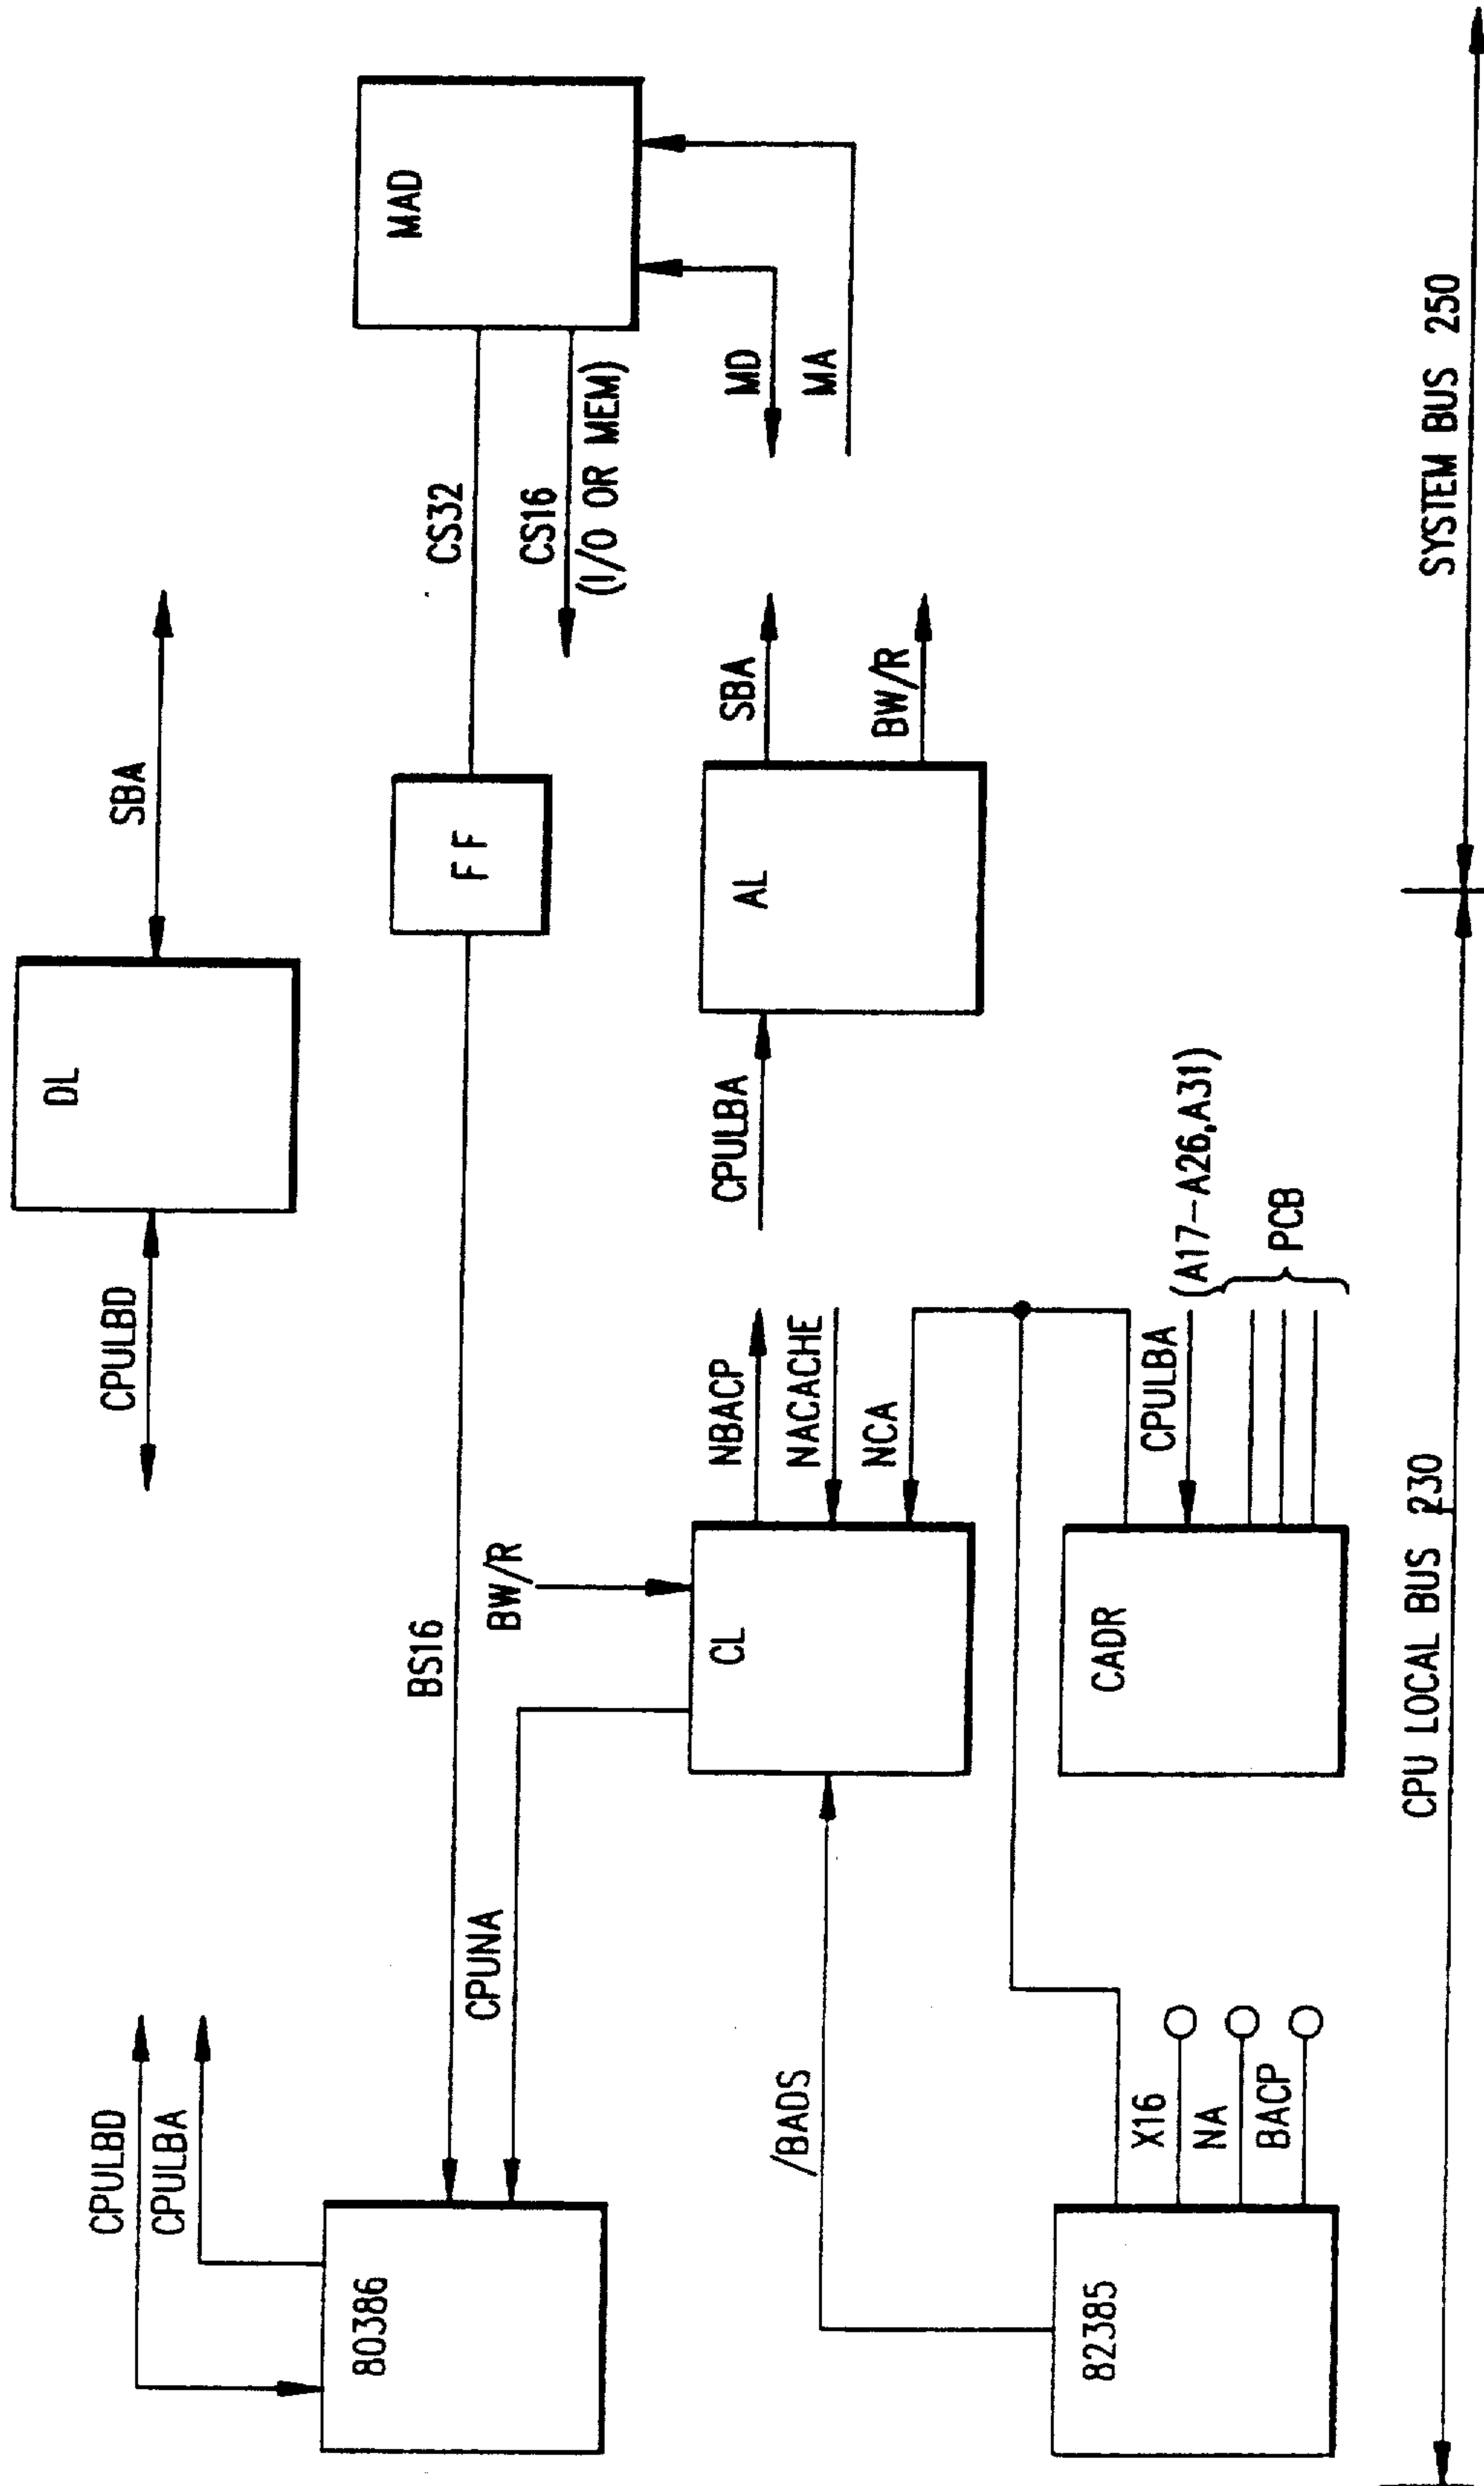 CPULBD
CPULBA
80386
CPULBD
DL
SBA
BS16
CPUNA
FF
CS32
CS16
(I/O OR MEM)
MAD
MD
MA
BW/R
CL
/BADS
NBACP
NACACHE
NCA
CPULBA
AL
SBA
BW/R
82385
X16
NA
BACP
CADR
CPULBA
(A17-A26,A31)
PCB
CPU LOCAL BUS 230
SYSTEM BUS 250